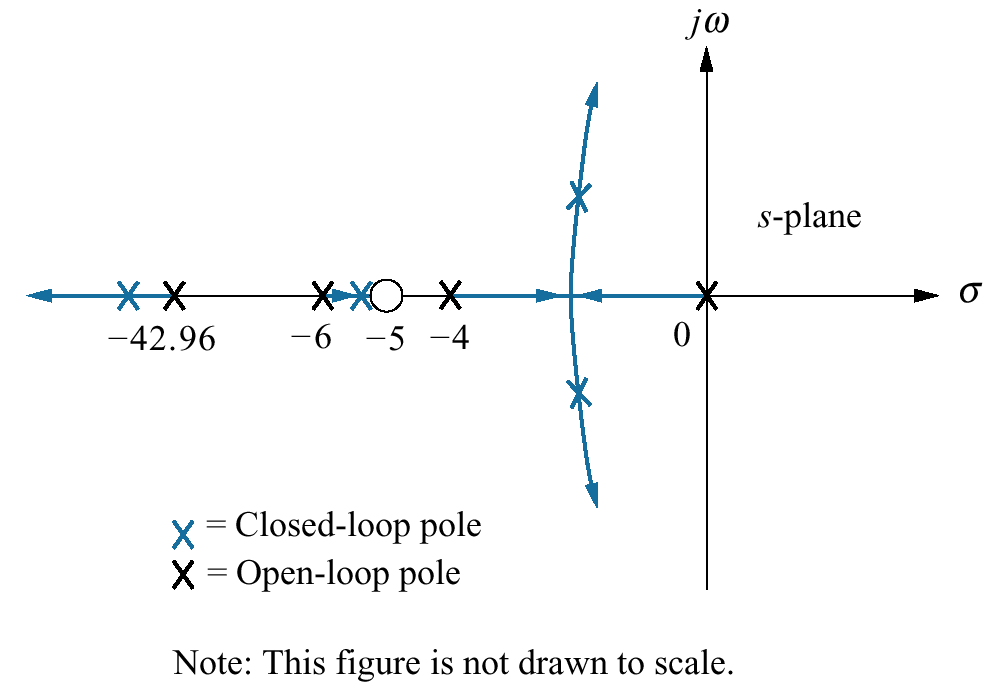 jω
s-plane
σ
−42.96 −6 −5 −4 0
= Closed-loop pole
= Open-loop pole
Note: This figure is not drawn to scale.